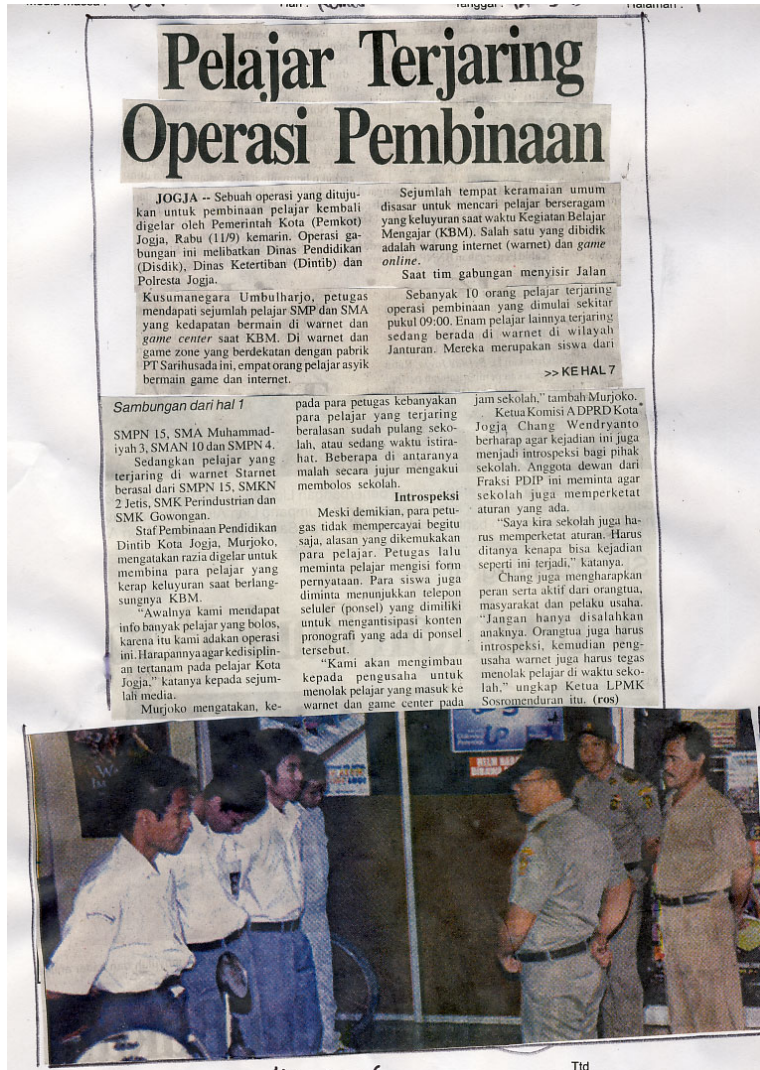 Hari :
Tanggal :
Halaman :
Pelajar Terjaring
Operasi Pembinaan
JOGJA -- Sebuah operasi yang dituju-
kan untuk pembinaan pelajar kembali
digelar oleh Pemerintah Kota (Pemkot)
Jogja, Rabu (11/9) kemarin. Operasi ga-
bungan ini melibatkan Dinas Pendidikan
(Disdik), Dinas Ketertiban (Dintib) dan
Polresta Jogja.
Sejumlah tempat keramaian umum
disasar untuk mencari pelajar berseragam
yang keluyuran saat waktu Kegiatan Belajar
Mengajar (KBM). Salah satu yang dibidik
adalah warung internet (warnet) dan game
online.
Saat tim gabungan menyisir Jalan
Kusumanegara Umbulharjo, petugas
mendapati sejumlah pelajar SMP dan SMA
yang kedapatan bermain di warnet dan
game center saat KBM. Di warnet dan
game zone yang berdekatan dengan pabrik
PT Sarihusada ini, empat orang pelajar asyik
bermain game dan internet.
Sebanyak 10 orang pelajar terjaring
operasi pembinaan yang dimulai sekitar
pukul 09:00. Enam pelajar lainnya terjaring
sedang berada di warnet di wilayah
Janturan. Mereka merupakan siswa dari
>> KE HAL 7
Sambungan dari hal 1
SMPN 15, SMA Muhammad-
iyah 3, SMAN 10 dan SMPN 4.
Sedangkan pelajar yang
terjaring di warnet Starnet
berasal dari SMPN 15, SMKN
2 Jetis, SMK Perindustrian dan
SMK Gowongan.
Staf Pembinaan Pendidikan
Dintib Kota Jogja, Murjoko,
mengatakan razia digelar untuk
membina para pelajar yang
kerap keluyuran saat berlang-
sungnya KBM.
"Awalnya kami mendapat
info banyak pelajar yang bolos,
karena itu kami adakan operasi
ini. Harapannya agar kedisiplin-
an tertanam pada pelajar Kota
Jogja," katanya kepada sejum-
lah media.
Murjoko mengatakan, ke-
pada para petugas kebanyakan
para pelajar yang terjaring
beralasan sudah pulang seko-
lah, atau sedang waktu istira-
hat. Beberapa di antaranya
malah secara jujur mengakui
membolos sekolah.
Introspeksi
Meski demikian, para petu-
gas tidak mempercayai begitu
saja, alasan yang dikemukakan
para pelajar. Petugas lalu
meminta pelajar mengisi form
pernyataan. Para siswa juga
diminta menunjukkan telepon
seluler (ponsel) yang dimiliki
untuk mengantisipasi konten
pronografi yang ada di ponsel
tersebut.
"Kami akan mengimbau
kepada pengusaha untuk
menolak pelajar yang masuk ke
warnet dan game center pada
jam sekolah," tambah Murjoko.
Ketua Komisi A DPRD Kota
Jogja Chang Wendryanto
berharap agar kejadian ini juga
menjadi introspeksi bagi pihak
sekolah. Anggota dewan dari
Fraksi PDIP ini meminta agar
sekolah juga memperketat
aturan yang ada.
"Saya kira sekolah juga ha-
rus memperketat aturan. Harus
ditanya kenapa bisa kejadian
seperti ini terjadi," katanya.
Chang juga mengharapkan
peran serta aktif dari orangtua,
masyarakat dan pelaku usaha.
"Jangan hanya disalahkan
anaknya. Orangtua juga harus
introspeksi, kemudian peng-
usaha warnet juga harus tegas
menolak pelajar di waktu seko-
lah," ungkap Ketua LPMK
Sosromenduran itu. (ros)
Ttd